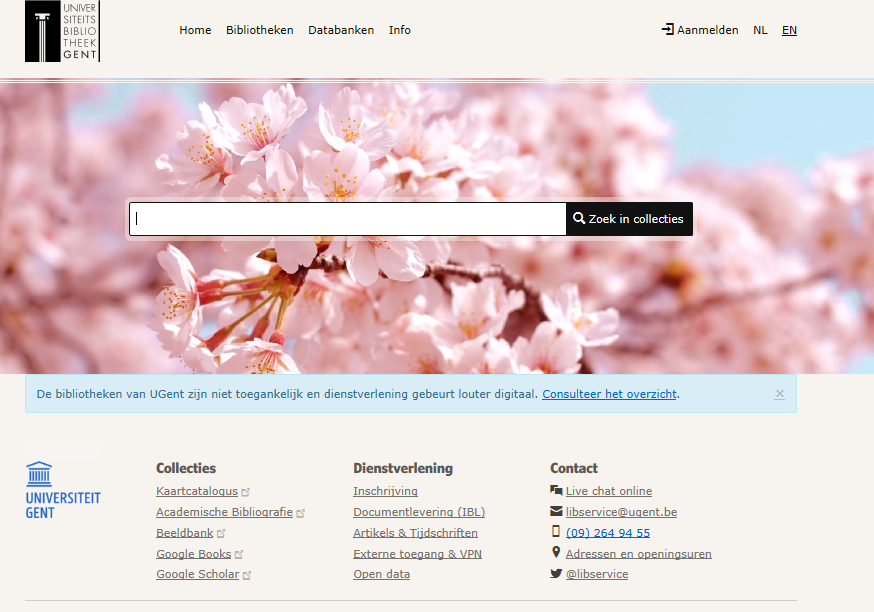 UNIVER
SITEITS
BIBLIO
THEEK
GENT
Home Bibliotheken Databanken Info Aanmelden NL EN
Zoek in collecties
De bibliotheken van UGent zijn niet toegankelijk en dienstverlening gebeurt louter digitaal. Consulteer het overzicht. ×
UNIVERSITEIT
GENT
Collecties
Kaartcatalogus
Academische Bibliografie
Beeldbank
Google Books
Google Scholar
Dienstverlening
Inschrijving
Documentlevering (IBL)
Artikels & Tijdschriften
Externe toegang & VPN
Open data
Contact
Live chat online
libservice@ugent.be
(09) 264 94 55
Adressen en openingsuren
@libservice